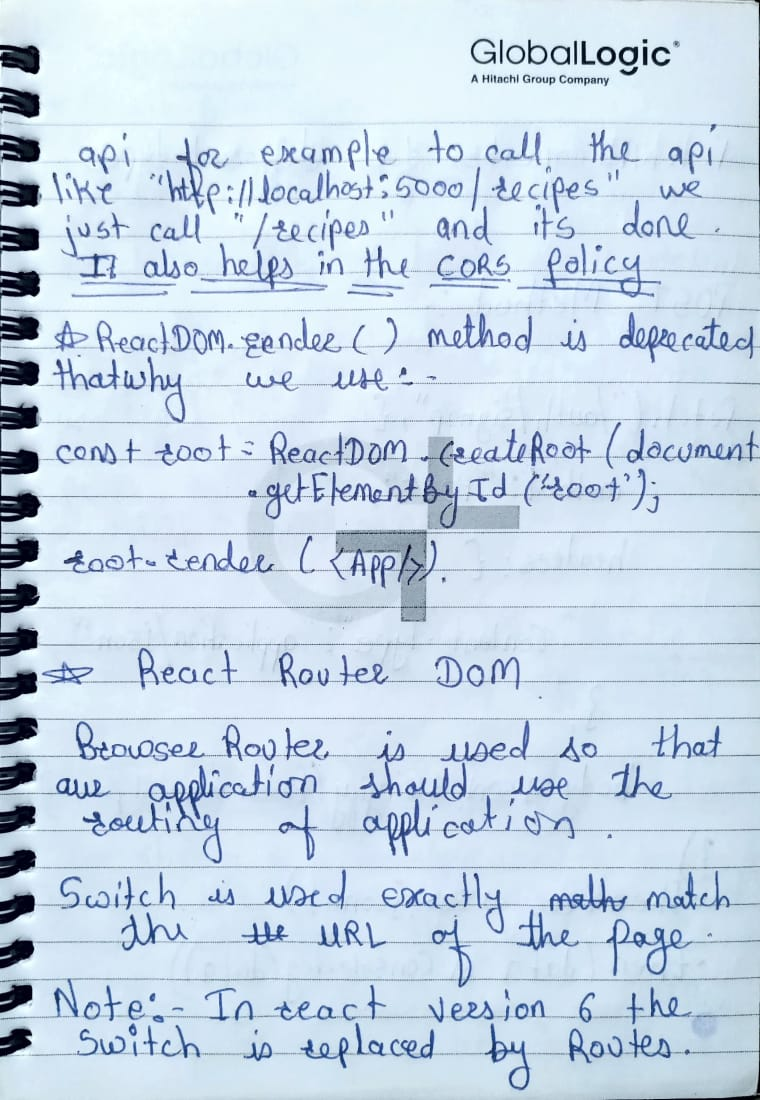 GlobalLogic®
A Hitachi Group Company
api for example to call the api
like "http://localhost:5000/recipes" we
just call "/recipes" and its done.
It also helps in the CORS policy
☆ ReactDOM.render() method is deprecated
thatwhy we use:-
const root = ReactDOM.createRoot(document
.getElementById('root');
root.render(<App/>).
☆ React Router DOM
Browser Router is used so that
our application should use the
routing of application.
Switch is used exactly match
the URL of the page.
Note:- In react version 6 the
Switch is replaced by Routes.